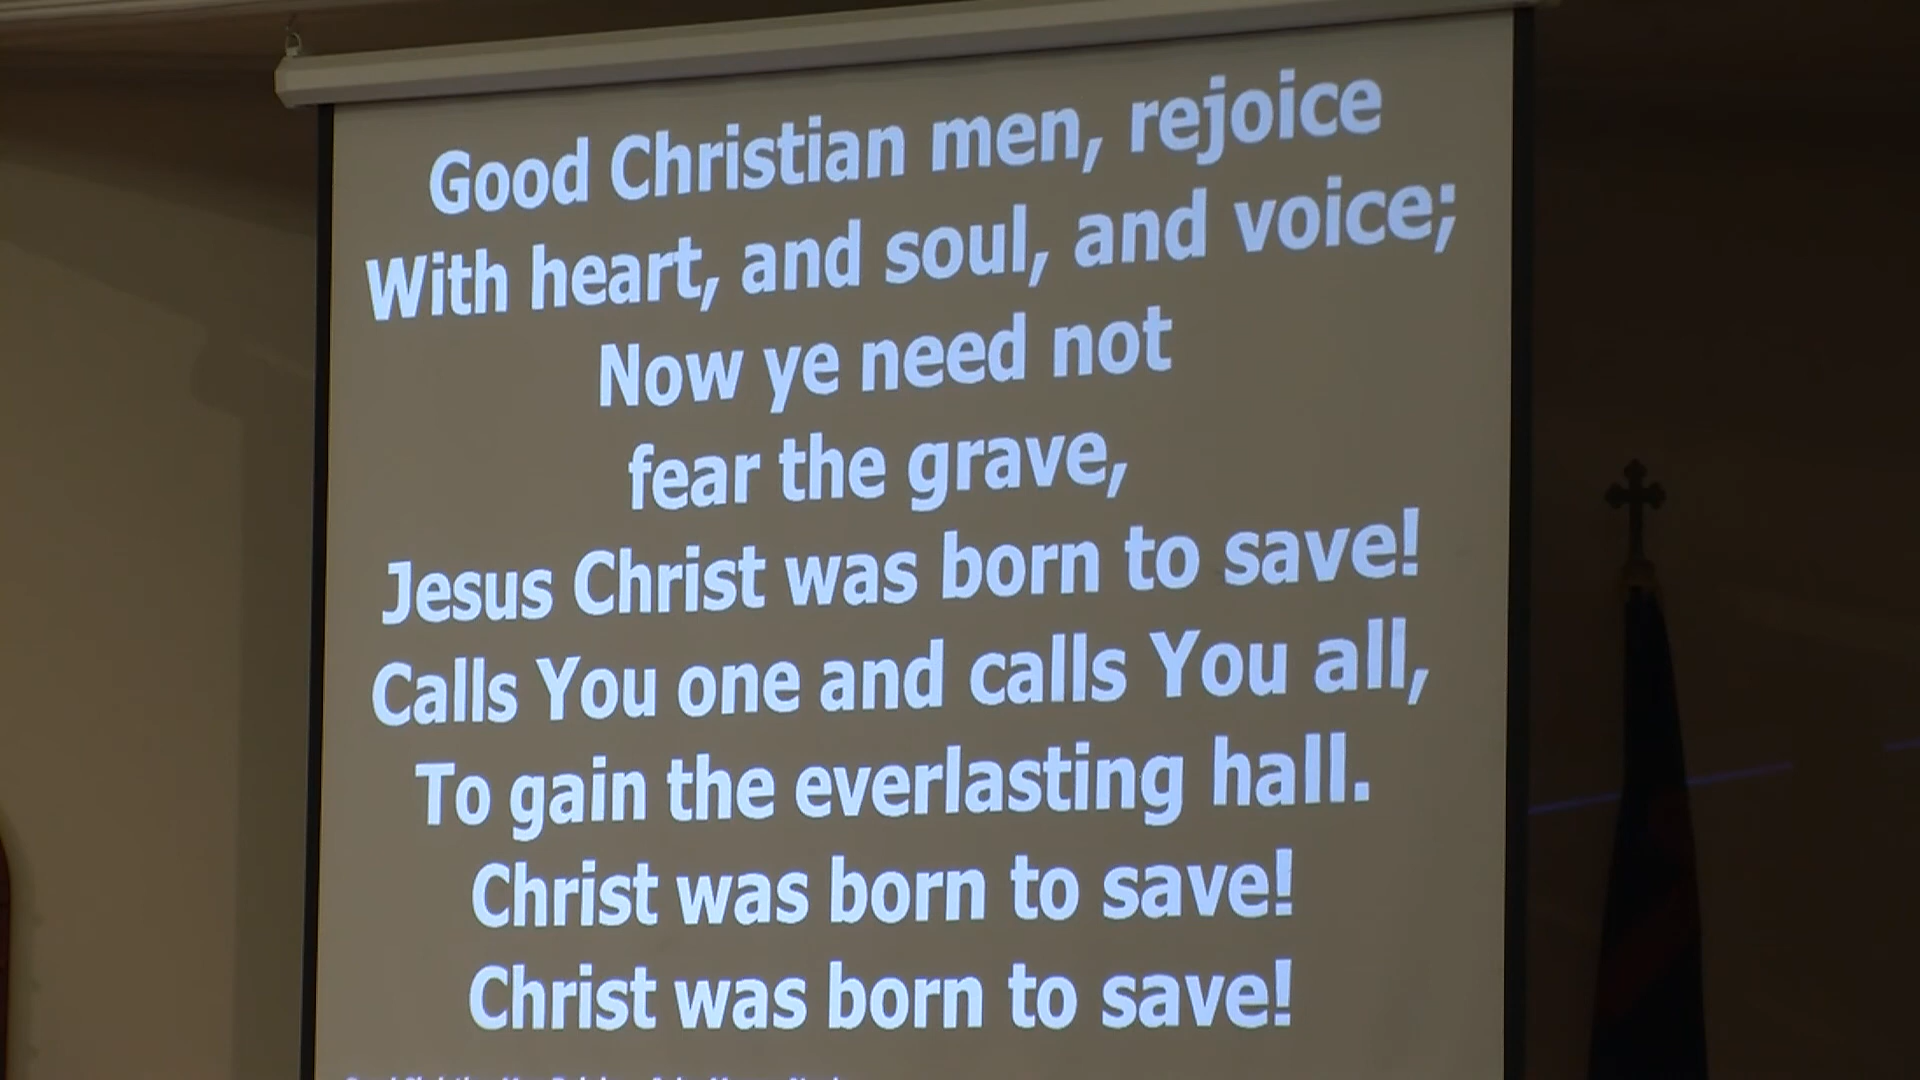 Good Christian men, rejoice
With heart, and soul, and voice;
Now ye need not
fear the grave,
Jesus Christ was born to save!
Calls You one and calls You all,
To gain the everlasting hall.
Christ was born to save!
Christ was born to save!